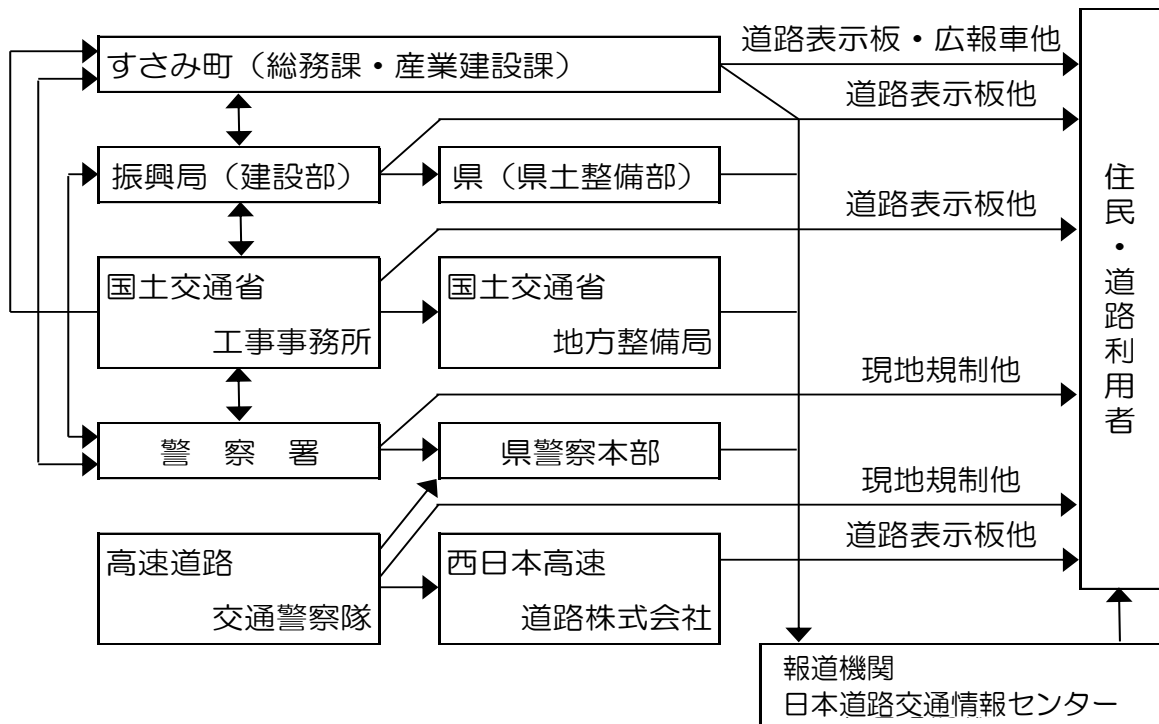 道路表示板・広報車他
すさみ町（総務課・産業建設課）
道路表示板他
振興局（建設部）
県（県土整備部）
道路表示板他
国土交通省
工事事務所
国土交通省
地方整備局
現地規制他
警察署
県警察本部
現地規制他
道路表示板他
高速道路
交通警察隊
西日本高速
道路株式会社
住民・道路利用者
報道機関
日本道路交通情報センター